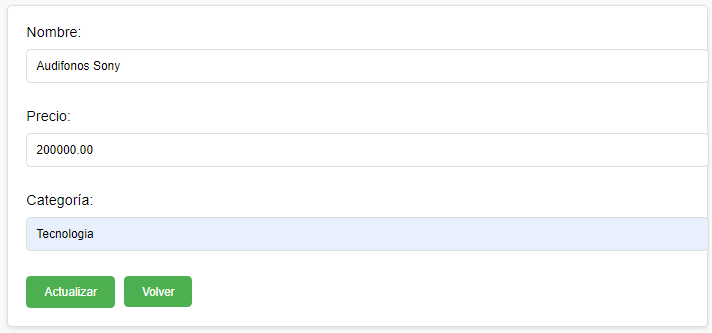 Nombre:
Audifonos Sony
Precio:
200000.00
Categoría:
Tecnologia
Actualizar
Volver